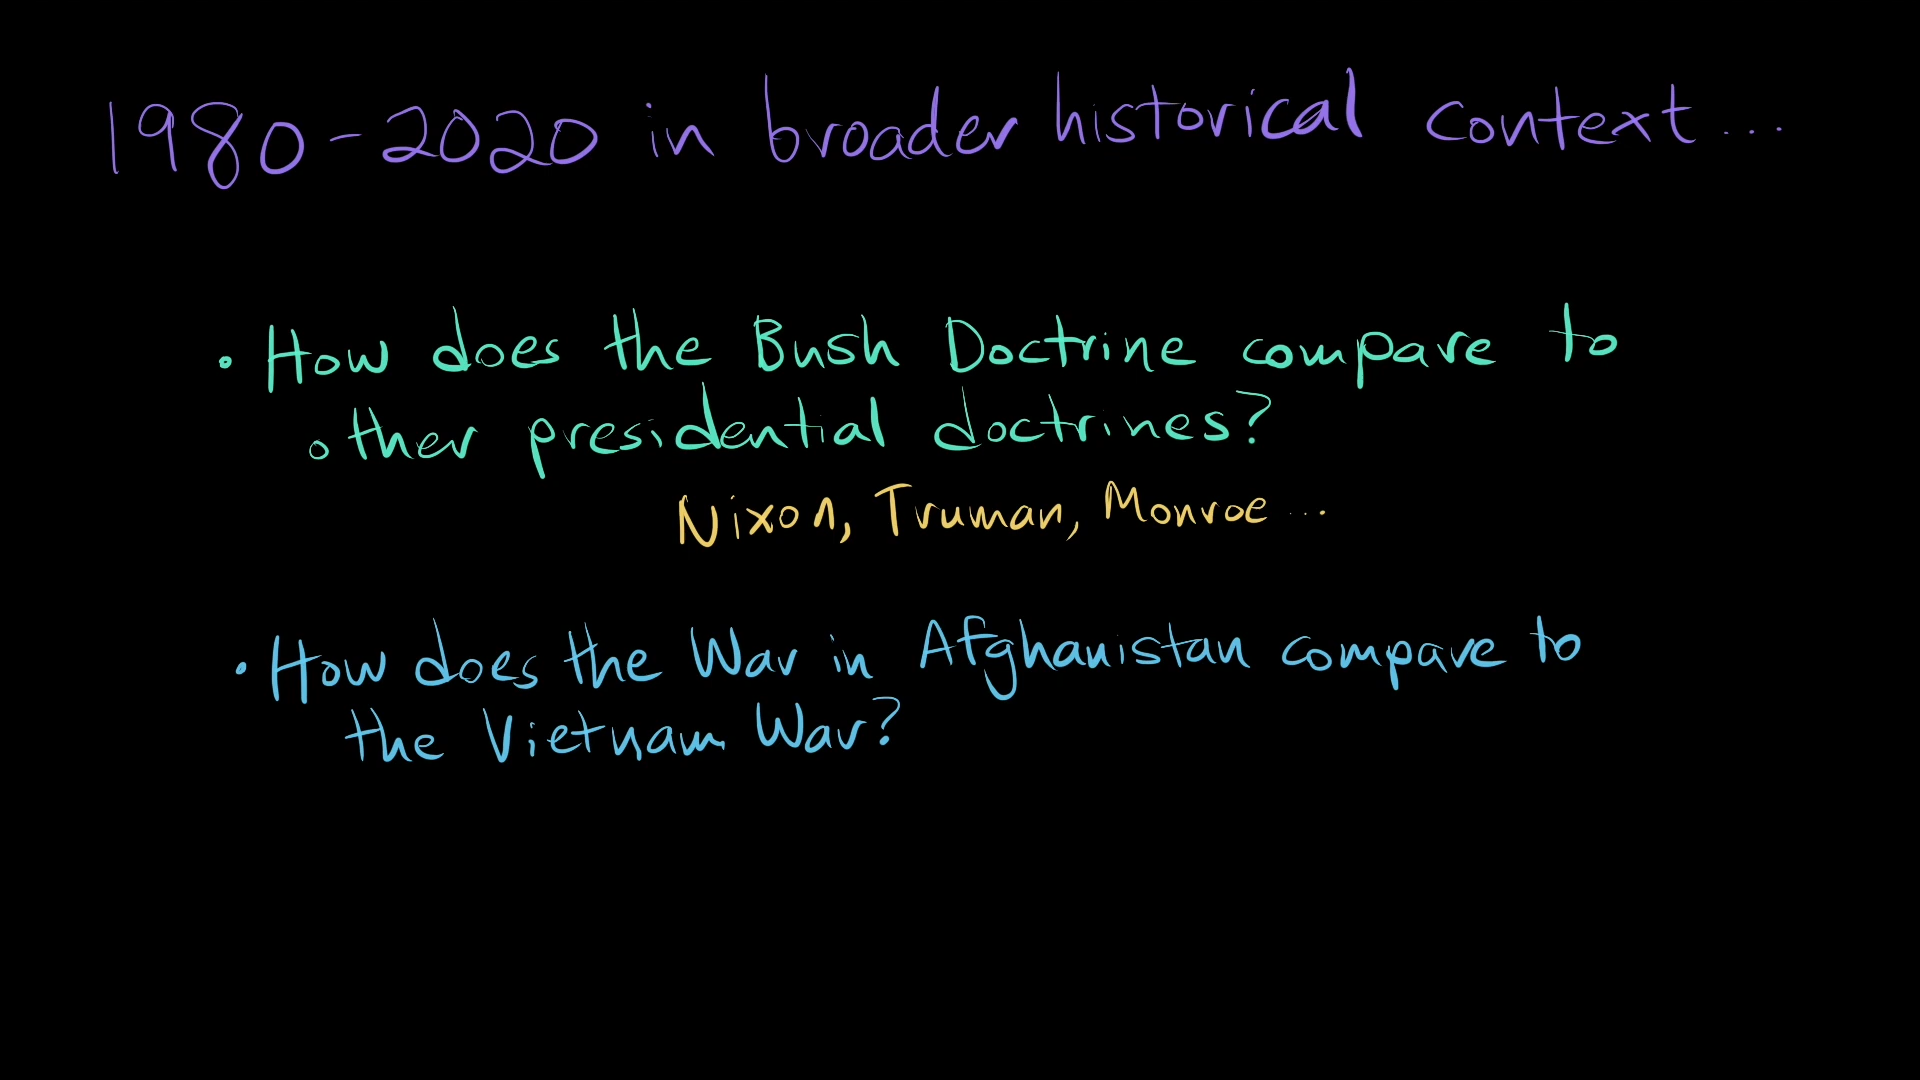 1980-2020 in broader historical context...
• How does the Bush Doctrine compare to
other presidential doctrines?
Nixon, Truman, Monroe...
• How does the War in Afghanistan compare to
the Vietnam War?